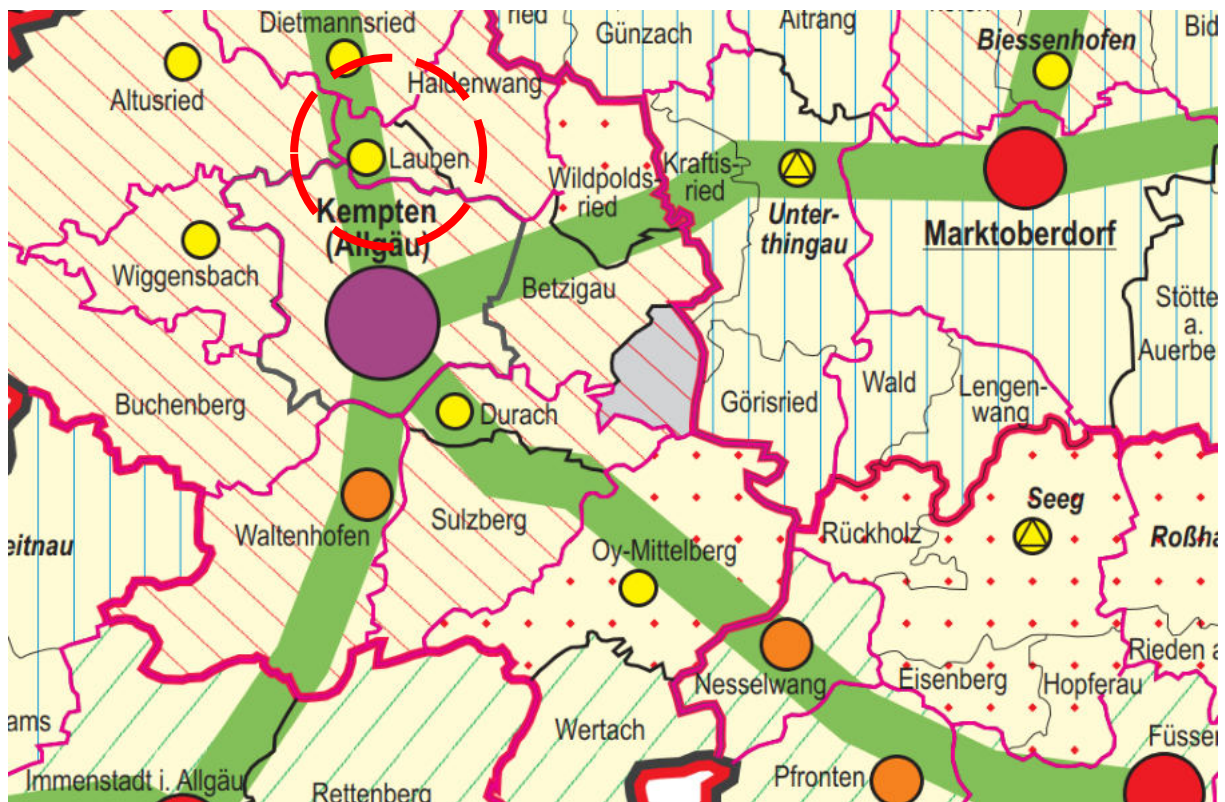 ried
Aitrang
Dietmannsried
Günzach
Biessenhofen
Bid
Haldenwang
Altusried
Lauben
Wildpolds-
ried
Kraftis-
ried
Kempten
(Allgäu)
Unter-
thingau
Marktoberdorf
Wiggensbach
Betzigau
Stötte
a.
Auerbe
Wald
Lengen-
wang
Buchenberg
Durach
Görisried
Seeg
Waltenhofen
Sulzberg
Rückholz
eitnau
Oy-Mittelberg
Roßha
Rieden a
Nesselwang
Eisenberg
Hopferau
ams
Wertach
Füssen
Immenstadt i. Allgäu
Rettenberg
Pfronten